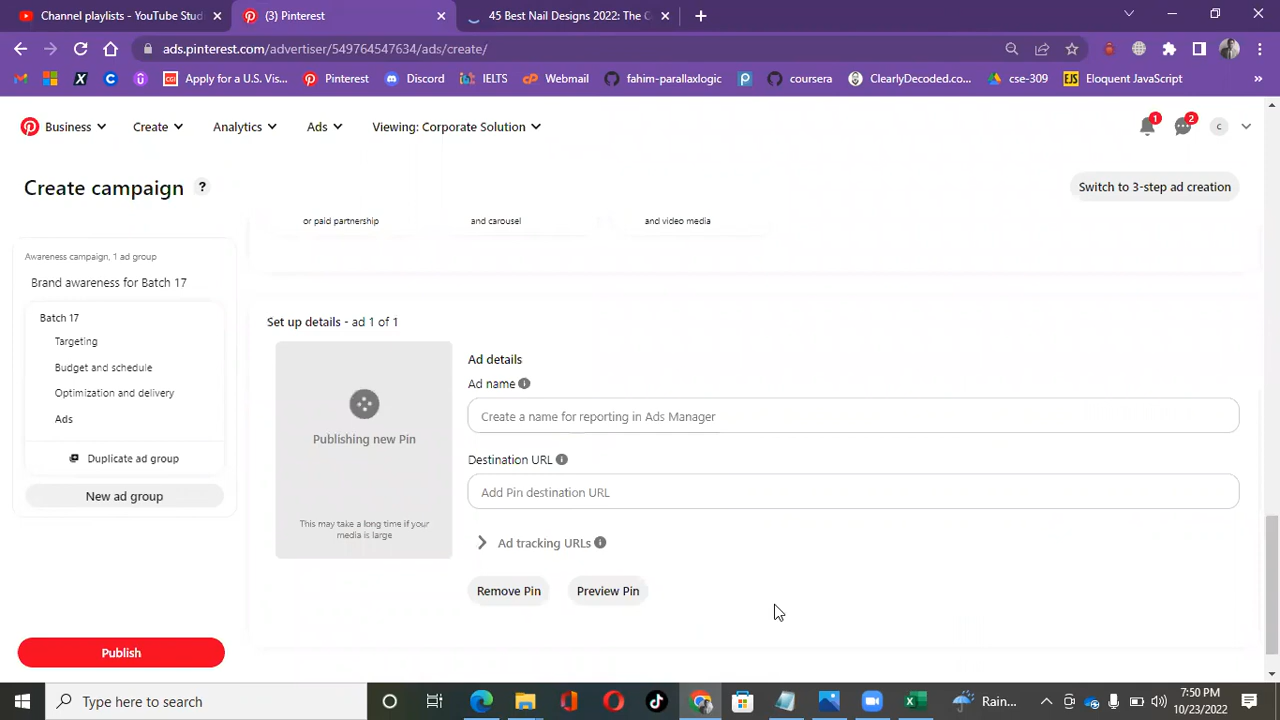 Channel playlists - YouTube Stud
(3) Pinterest
45 Best Nail Designs 2022: The C
ads.pinterest.com/advertiser/549764547634/ads/create/
Apply for a U.S. Vis...
Pinterest
Discord
IELTS
Webmail
fahim-parallaxlogic
coursera
ClearlyDecoded.co...
cse-309
EJS
Eloquent JavaScript
Business
Create
Analytics
Ads
Viewing: Corporate Solution
1
2
C
Create campaign
?
Switch to 3-step ad creation
or paid partnership
and carousel
and video media
Awareness campaign, 1 ad group
Brand awareness for Batch 17
Batch 17
Targeting
Budget and schedule
Optimization and delivery
Ads
Duplicate ad group
New ad group
Publish
Set up details - ad 1 of 1
Publishing new Pin
This may take a long time if your
media is large
Ad details
Ad name
Create a name for reporting in Ads Manager
Destination URL
Add Pin destination URL
Ad tracking URLs
Remove Pin
Preview Pin
Type here to search
Rain...
7:50 PM
10/23/2022